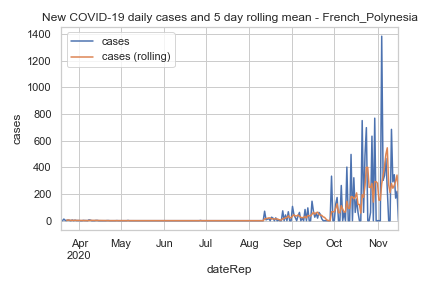 New COVID-19 daily cases and 5 day rolling mean - French_Polynesia
cases
cases (rolling)
1400
1200
1000
800
600
400
200
0
cases
Apr May Jun Jul Aug Sep Oct Nov
2020
dateRep